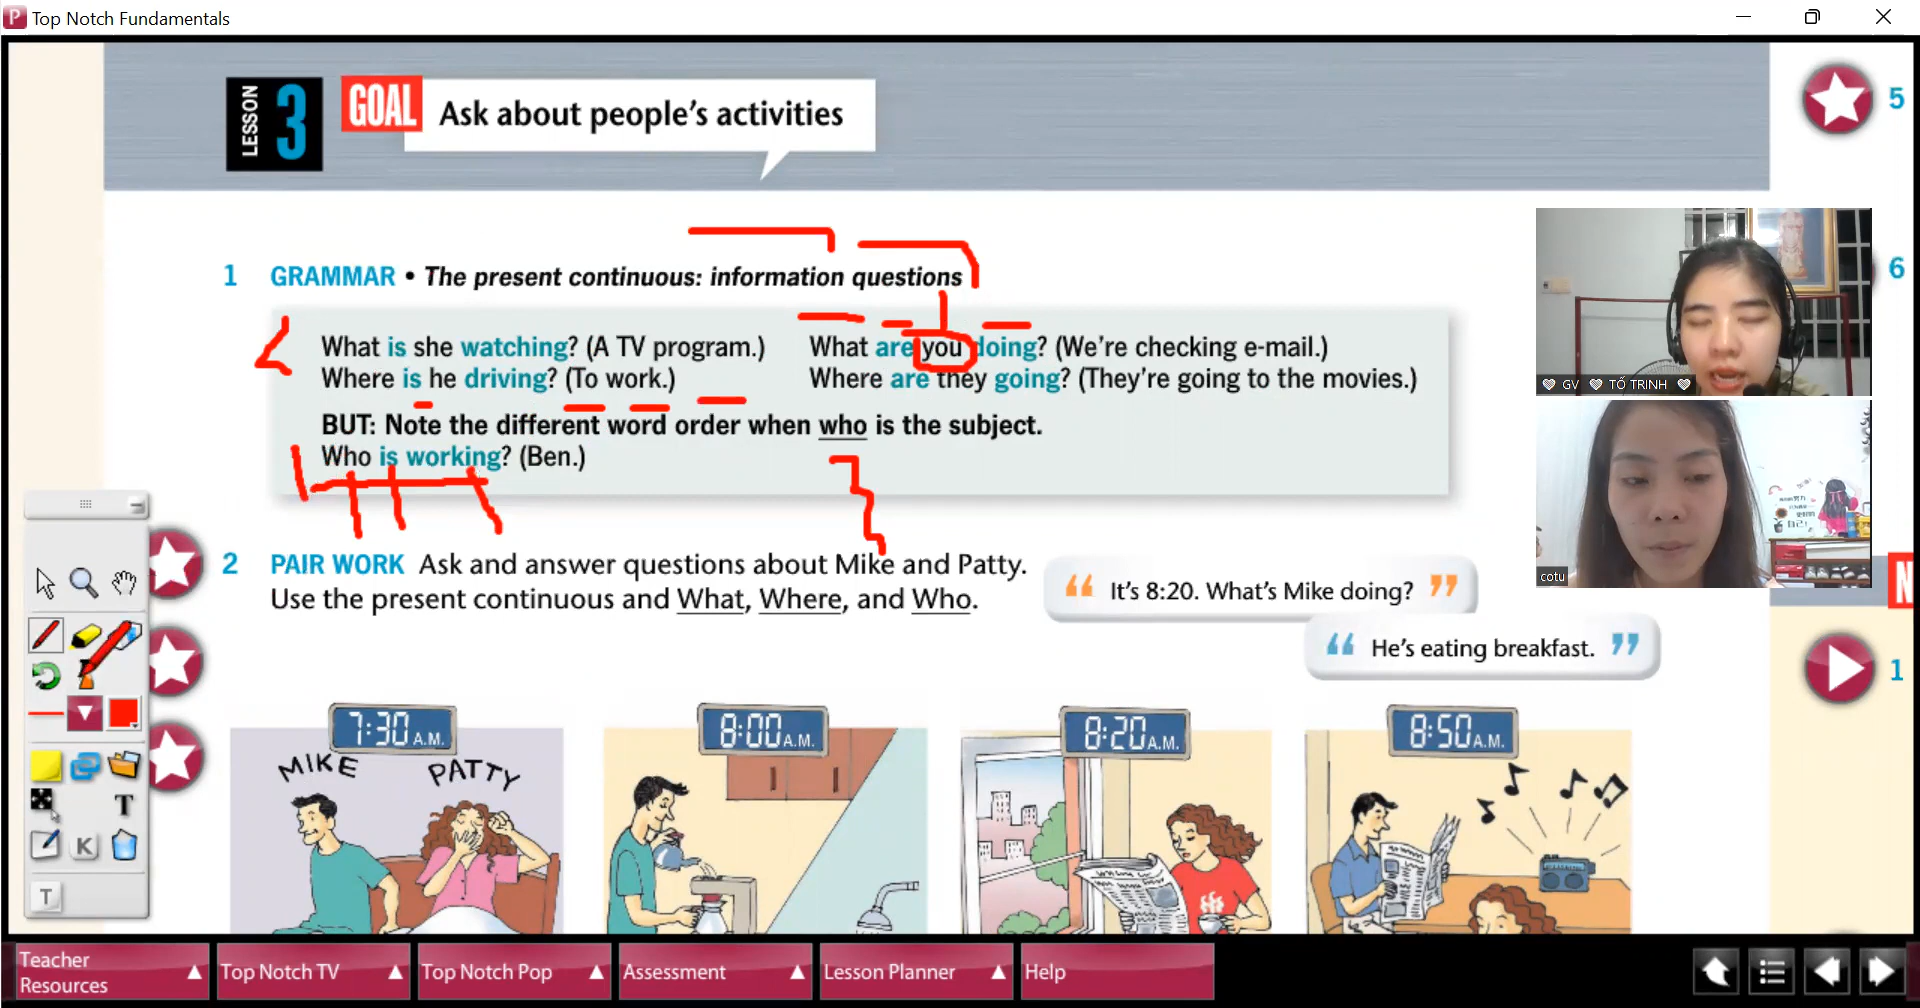 Top Notch Fundamentals
LESSON 3
GOAL Ask about people's activities
5
6
1 GRAMMAR • The present continuous: information questions
What is she watching? (A TV program.) What are you doing? (We're checking e-mail.)
Where is he driving? (To work.) Where are they going? (They're going to the movies.)
BUT: Note the different word order when who is the subject.
Who is working? (Ben.)
GV TỐ TRINH
cotu
2 PAIR WORK Ask and answer questions about Mike and Patty.
Use the present continuous and What, Where, and Who.
“ It's 8:20. What's Mike doing? ”
“ He's eating breakfast. ”
N
1
7:30 A.M.
8:00 A.M.
8:20 A.M.
8:50 A.M.
MIKE PATTY
T
K
T
Teacher Resources
Top Notch TV
Top Notch Pop
Assessment
Lesson Planner
Help